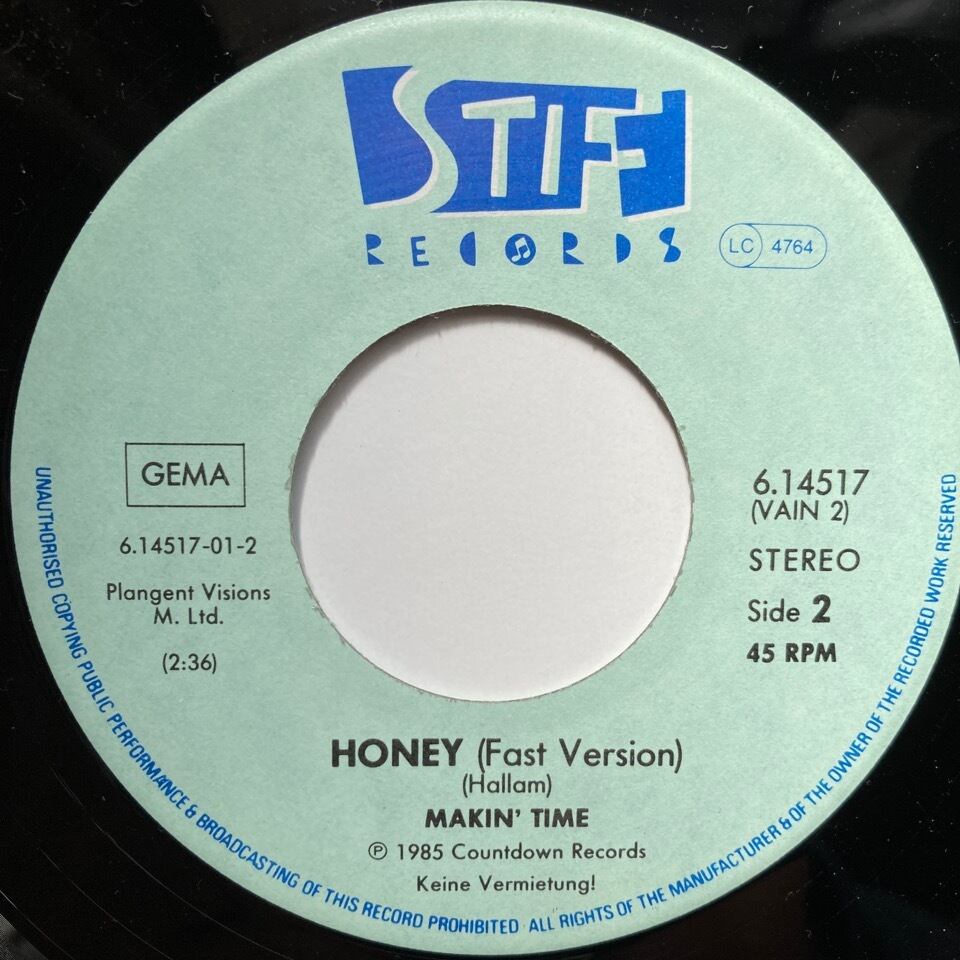 STIFF
RECORDS
LC 4764
GEMA
6.14517-01-2
Plangent Visions
M. Ltd.
(2:36)
6.14517
(VAIN 2)
STEREO
Side 2
45 RPM
HONEY (Fast Version)
(Hallam)
MAKIN' TIME
℗ 1985 Countdown Records
Keine Vermietung!
UNAUTHORISED COPYING PUBLIC PERFORMANCE & BROADCASTING OF THIS RECORD PROHIBITED · ALL RIGHTS OF THE MANUFACTURER & OF THE OWNER OF THE RECORDED WORK RESERVED